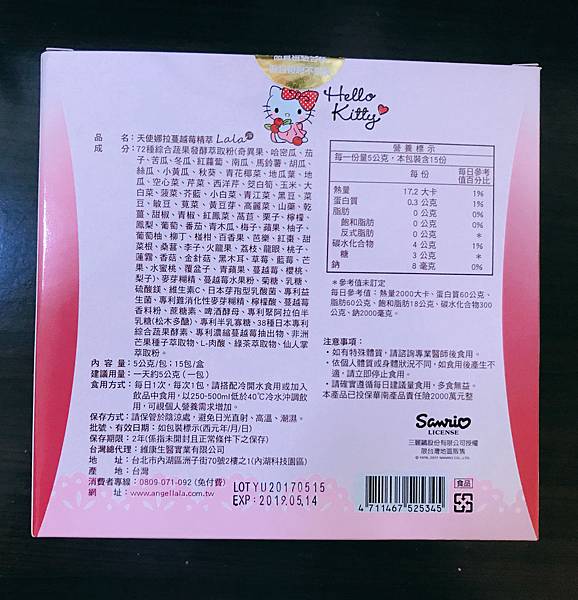 Hello
Kitty
品　　名：天使娜拉蔓越莓精萃 Lala
成　　分：72種綜合蔬果發酵萃取粉(奇異果、哈密瓜、茄
子、苦瓜、冬瓜、紅蘿蔔、南瓜、馬鈴薯、胡瓜、
絲瓜、小黃瓜、秋葵、青花椰菜、地瓜葉、地
瓜、空心菜、芹菜、西洋芹、茭白筍、玉米、大
白菜、菠菜、芥藍、小白菜、青江菜、黑豆、菜
豆、敏豆、莧菜、黃豆芽、高麗菜、山藥、乾
薑、甜椒、青椒、紅鳳菜、萵苣、栗子、檸檬、
鳳梨、葡萄、番茄、青木瓜、梅子、蘋果、柚子、
葡萄柚、柳丁、椪柑、百香果、芭樂、紅棗、甜
菜根、桑葚、李子、火龍果、荔枝、龍眼、桃子、
蓮霧、香菇、金針菇、黑木耳、草莓、藍莓、芒
果、水蜜桃、覆盆子、青蘋果、蔓越莓、櫻桃、
梨子)、麥芽糊精、蔓越莓水果粉、菊糖、乳糖、
硫酸鎂、維生素C、日本芽孢型乳酸菌、專利益
生菌、專利難消化性麥芽糊精、檸檬酸、蔓越莓
香料粉、蔗糖素、啤酒酵母、專利聚阿拉伯半
乳糖(松木多醣)、專利半乳寡糖、38種日本專利
綜合蔬果酵素、專利濃縮蔓越莓抽出物、非洲
芒果種子萃取物、L-肉酸、綠茶萃取物、仙人掌
萃取粉。
內 容 量：5公克/包；15包/盒
建議用量：一天約5公克（一包）
食用方式：每日1次，每次1包，請搭配冷開水食用或加入
飲品中食用，以250-500ml低於40℃冷水沖調飲
用，可視個人營養需求增加。
保存方式：請保管於陰涼處，避免日光直射、高溫、潮濕。
批號、有效日期：如包裝標示(西元年/月/日)
保存期限：2年(係指未開封且正常條件下之保存)
台灣總代理：維康生醫實業有限公司
地　　址：台北市內湖區洲子街70號2樓之1(內湖科技園區)
產　　地：台灣
消費者專線：0809-071-092 (免付費)
網　　址：www.angellala.com.tw
LOT YU20170515
EXP : 2019.05.14
營養標示
每一份量5公克，本包裝含15份
每份 每日參考值百分比
熱量 17.2 大卡 1%
蛋白質 0.3 公克 1%
脂肪 0 公克 0%
飽和脂肪 0 公克 0%
反式脂肪 0 公克 *
碳水化合物 4 公克 1%
糖 3 公克 *
鈉 8 毫克 0%
＊參考值未訂定
每日參考值：熱量2000大卡、蛋白質60公克、
脂肪60公克、飽和脂肪18公克、碳水化合物300
公克、鈉2000毫克。
注意事項：
・如有特殊體質，請諮詢專業醫師後食用。
・依個人體質或身體狀況不同，如食用後產生不
適，請立即停止食用。
・請確實遵循每日建議量食用，多食無益。
本產品已投保華南產品責任險2000萬元整
Sanrio
LICENSE
三麗鷗股份有限公司授權
限台灣地區販售
食品
4 711467 525345